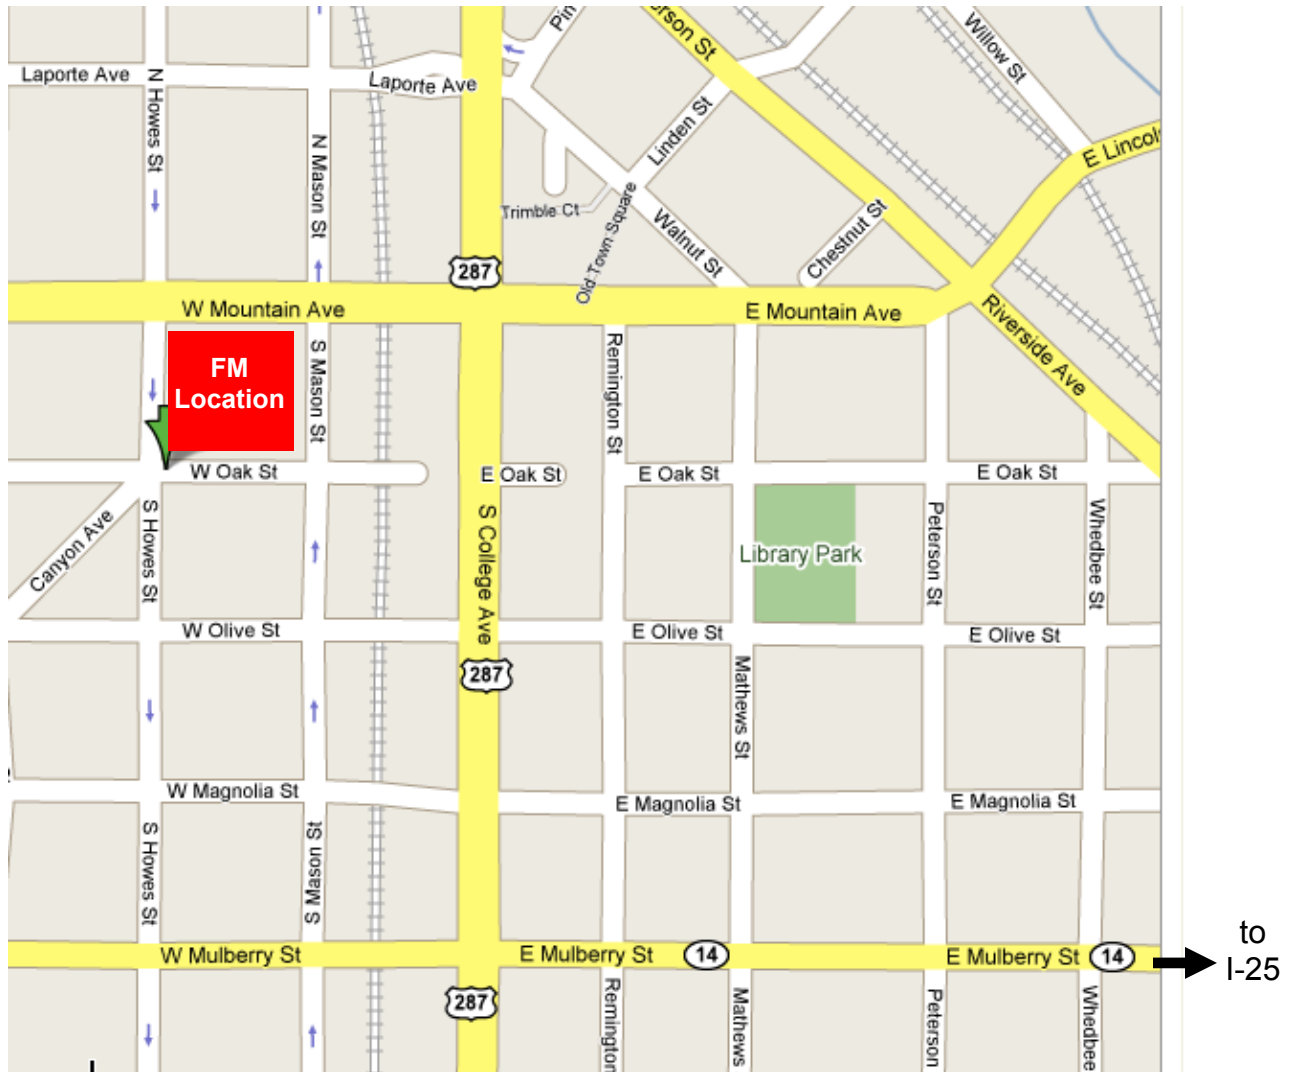 Pin
erson St
Willow St
Laporte Ave
Laporte Ave
N Howes St
N Mason St
Linden St
E Lincoln
Trimble Ct
Old Town Square
Walnut St
Chestnut St
287
W Mountain Ave
E Mountain Ave
Riverside Ave
FM
Location
S Mason St
Remington St
W Oak St
E Oak St
E Oak St
E Oak St
Canyon Ave
S Howes St
S College Ave
Library Park
Peterson St
Whedbee St
W Olive St
E Olive St
E Olive St
287
Mathews St
W Magnolia St
E Magnolia St
E Magnolia St
S Howes St
S Mason St
W Mulberry St
E Mulberry St
14
E Mulberry St
14
to
I-25
287
Remington
Mathews
Peterson
Whedbee